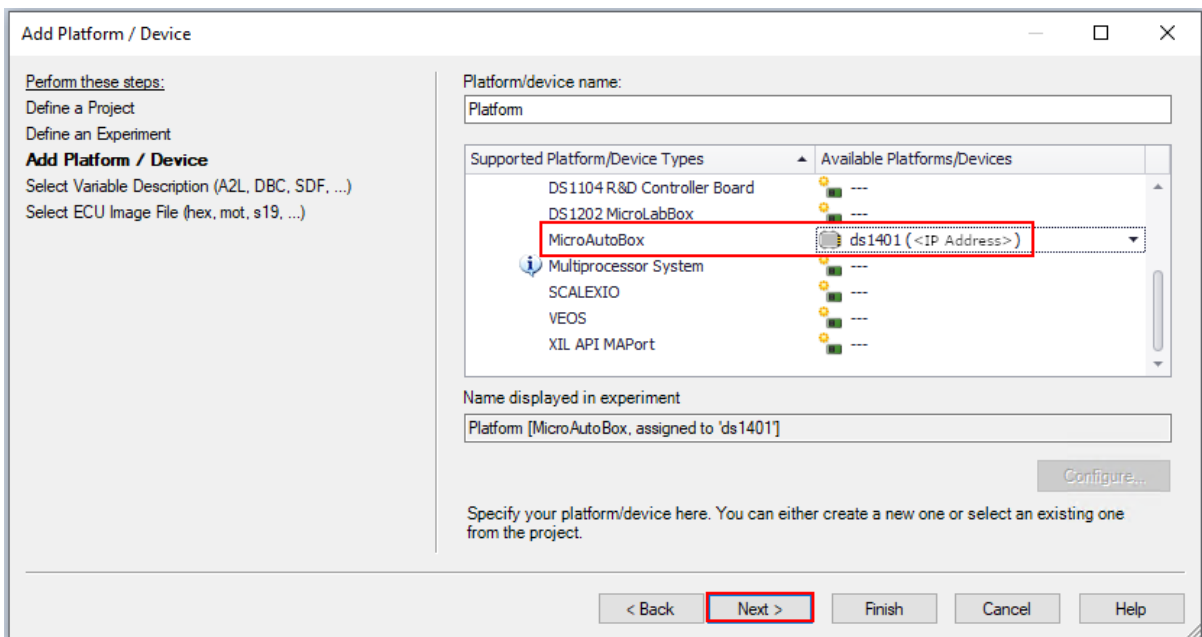 Add Platform / Device
Perform these steps:
Define a Project
Define an Experiment
Add Platform / Device
Select Variable Description (A2L, DBC, SDF, ...)
Select ECU Image File (hex, mot, s19, ...)
Platform/device name:
Platform
Supported Platform/Device Types Available Platforms/Devices
DS1104 R&D Controller Board ---
DS1202 MicroLabBox ---
MicroAutoBox ds1401 (<IP Address>)
Multiprocessor System ---
SCALEXIO ---
VEOS ---
XIL API MAPort ---
Name displayed in experiment
Platform [MicroAutoBox, assigned to 'ds1401']
Configure...
Specify your platform/device here. You can either create a new one or select an existing one
from the project.
< Back Next > Finish Cancel Help